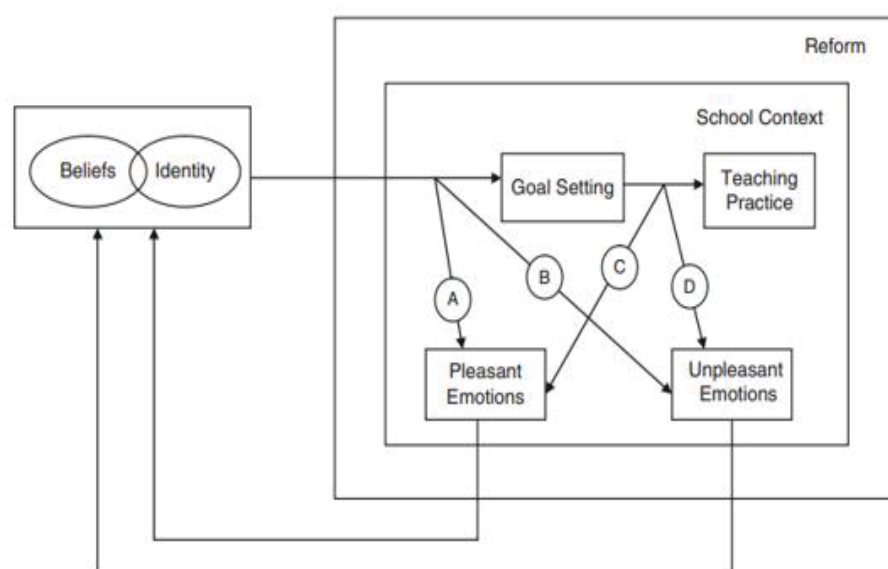 Reform
School Context
Beliefs
Identity
Goal Setting
Teaching
Practice
A
B
C
D
Pleasant
Emotions
Unpleasant
Emotions